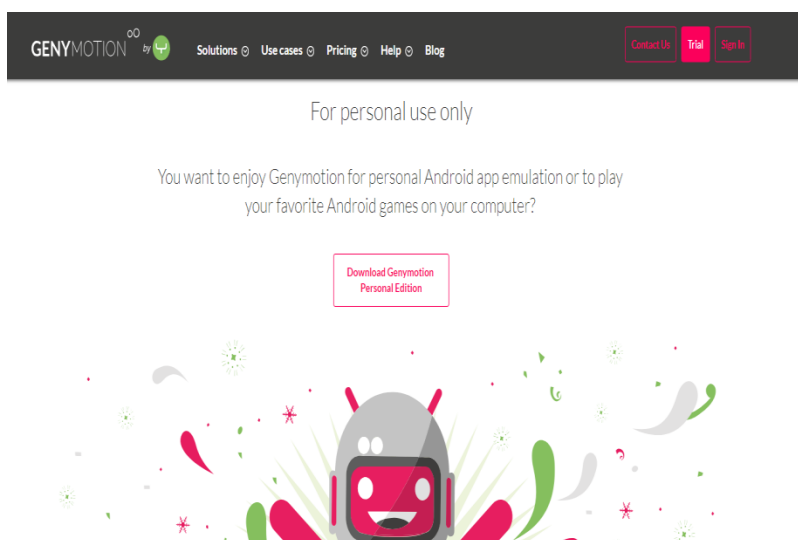 GENYMOTION by Solutions Use cases Pricing Help Blog Contact Us Trial Sign In
For personal use only
You want to enjoy Genymotion for personal Android app emulation or to play
your favorite Android games on your computer?
Download Genymotion
Personal Edition